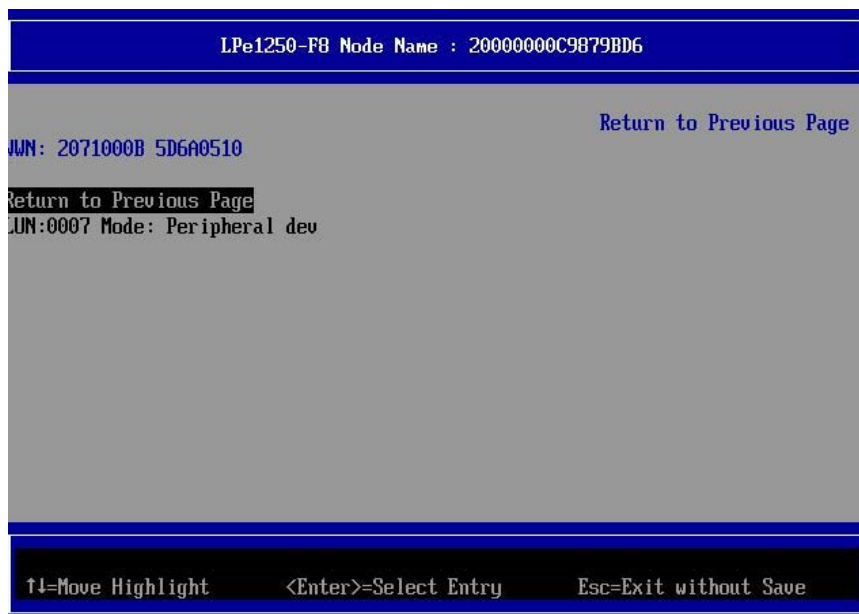 LPe1250-F8 Node Name : 20000000C9879BD6
Return to Previous Page
WWN: 2071000B 5D6A0510
Return to Previous Page
LUN:0007 Mode: Peripheral dev
↑↓=Move Highlight <Enter>=Select Entry Esc=Exit without Save